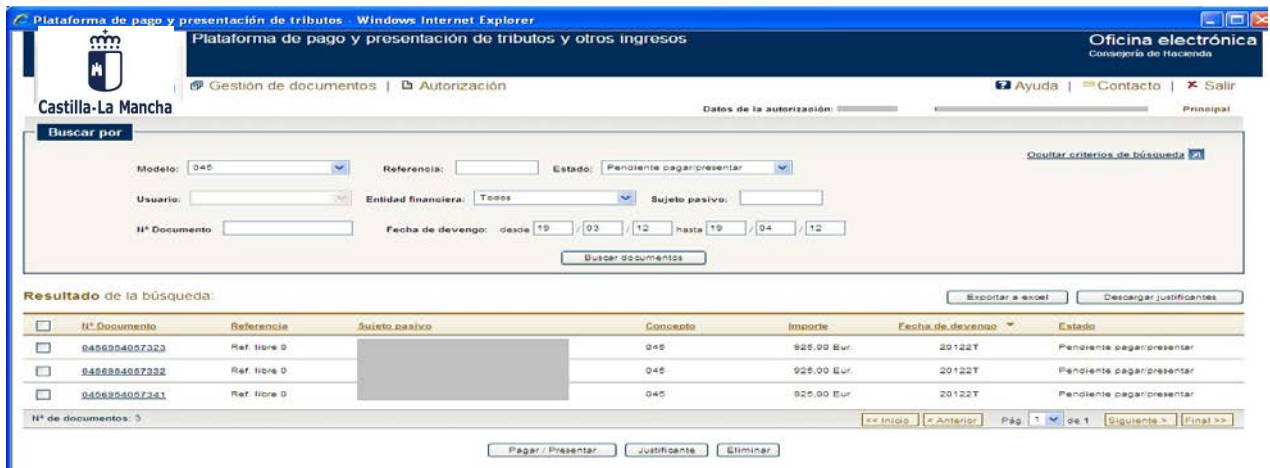 Plataforma de pago y presentación de tributos - Windows Internet Explorer
Plataforma de pago y presentación de tributos y otros ingresos
Oficina electrónica
Consejería de Hacienda
Castilla-La Mancha
Gestión de documentos | Autorización
Ayuda | Contacto | Salir
Datos de la autorización:
Principal
Buscar por
Ocultar criterios de búsqueda
Modelo: 045 Referencia: Estado: Pendiente pagar/presentar
Usuario: Entidad financiera: Todos Sujeto pasivo:
Nº Documento Fecha de devengo: desde 19 / 03 / 12 hasta 19 / 04 / 12
Buscar documentos
Resultado de la búsqueda:
Exportar a excel Descargar justificantes
Nº Documento Referencia Sujeto pasivo Concepto Importe Fecha de devengo Estado
0456954057323 Ref. libre 0 045 925,00 Eur. 20122T Pendiente pagar/presentar
0456954057332 Ref. libre 0 045 925,00 Eur. 20122T Pendiente pagar/presentar
0456954057341 Ref. libre 0 045 925,00 Eur. 20122T Pendiente pagar/presentar
Nº de documentos: 3
<< Inicio < Anterior Pág. 1 de 1 Siguiente > Final >>
Pagar / Presentar Justificante Eliminar